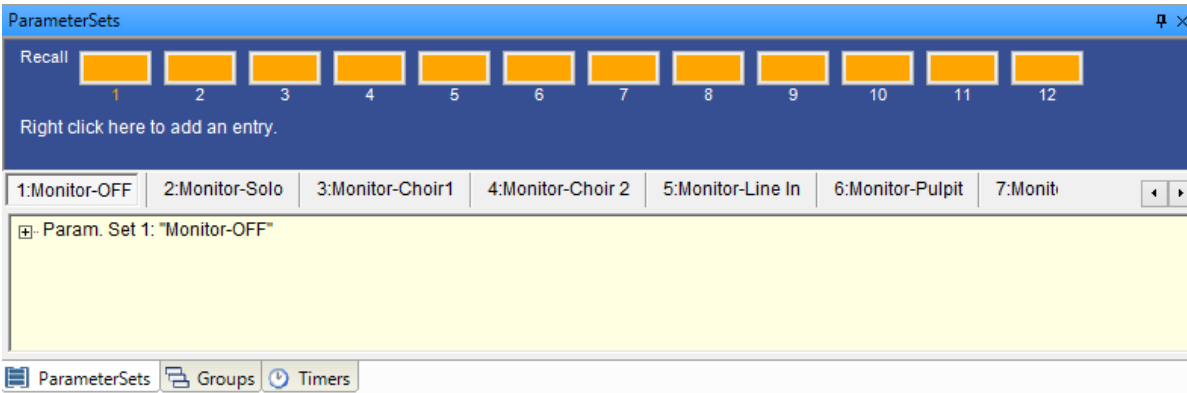 ParameterSets
Recall
1 2 3 4 5 6 7 8 9 10 11 12
Right click here to add an entry.
1:Monitor-OFF 2:Monitor-Solo 3:Monitor-Choir1 4:Monitor-Choir 2 5:Monitor-Line In 6:Monitor-Pulpit 7:Monit
Param. Set 1: "Monitor-OFF"
ParameterSets Groups Timers